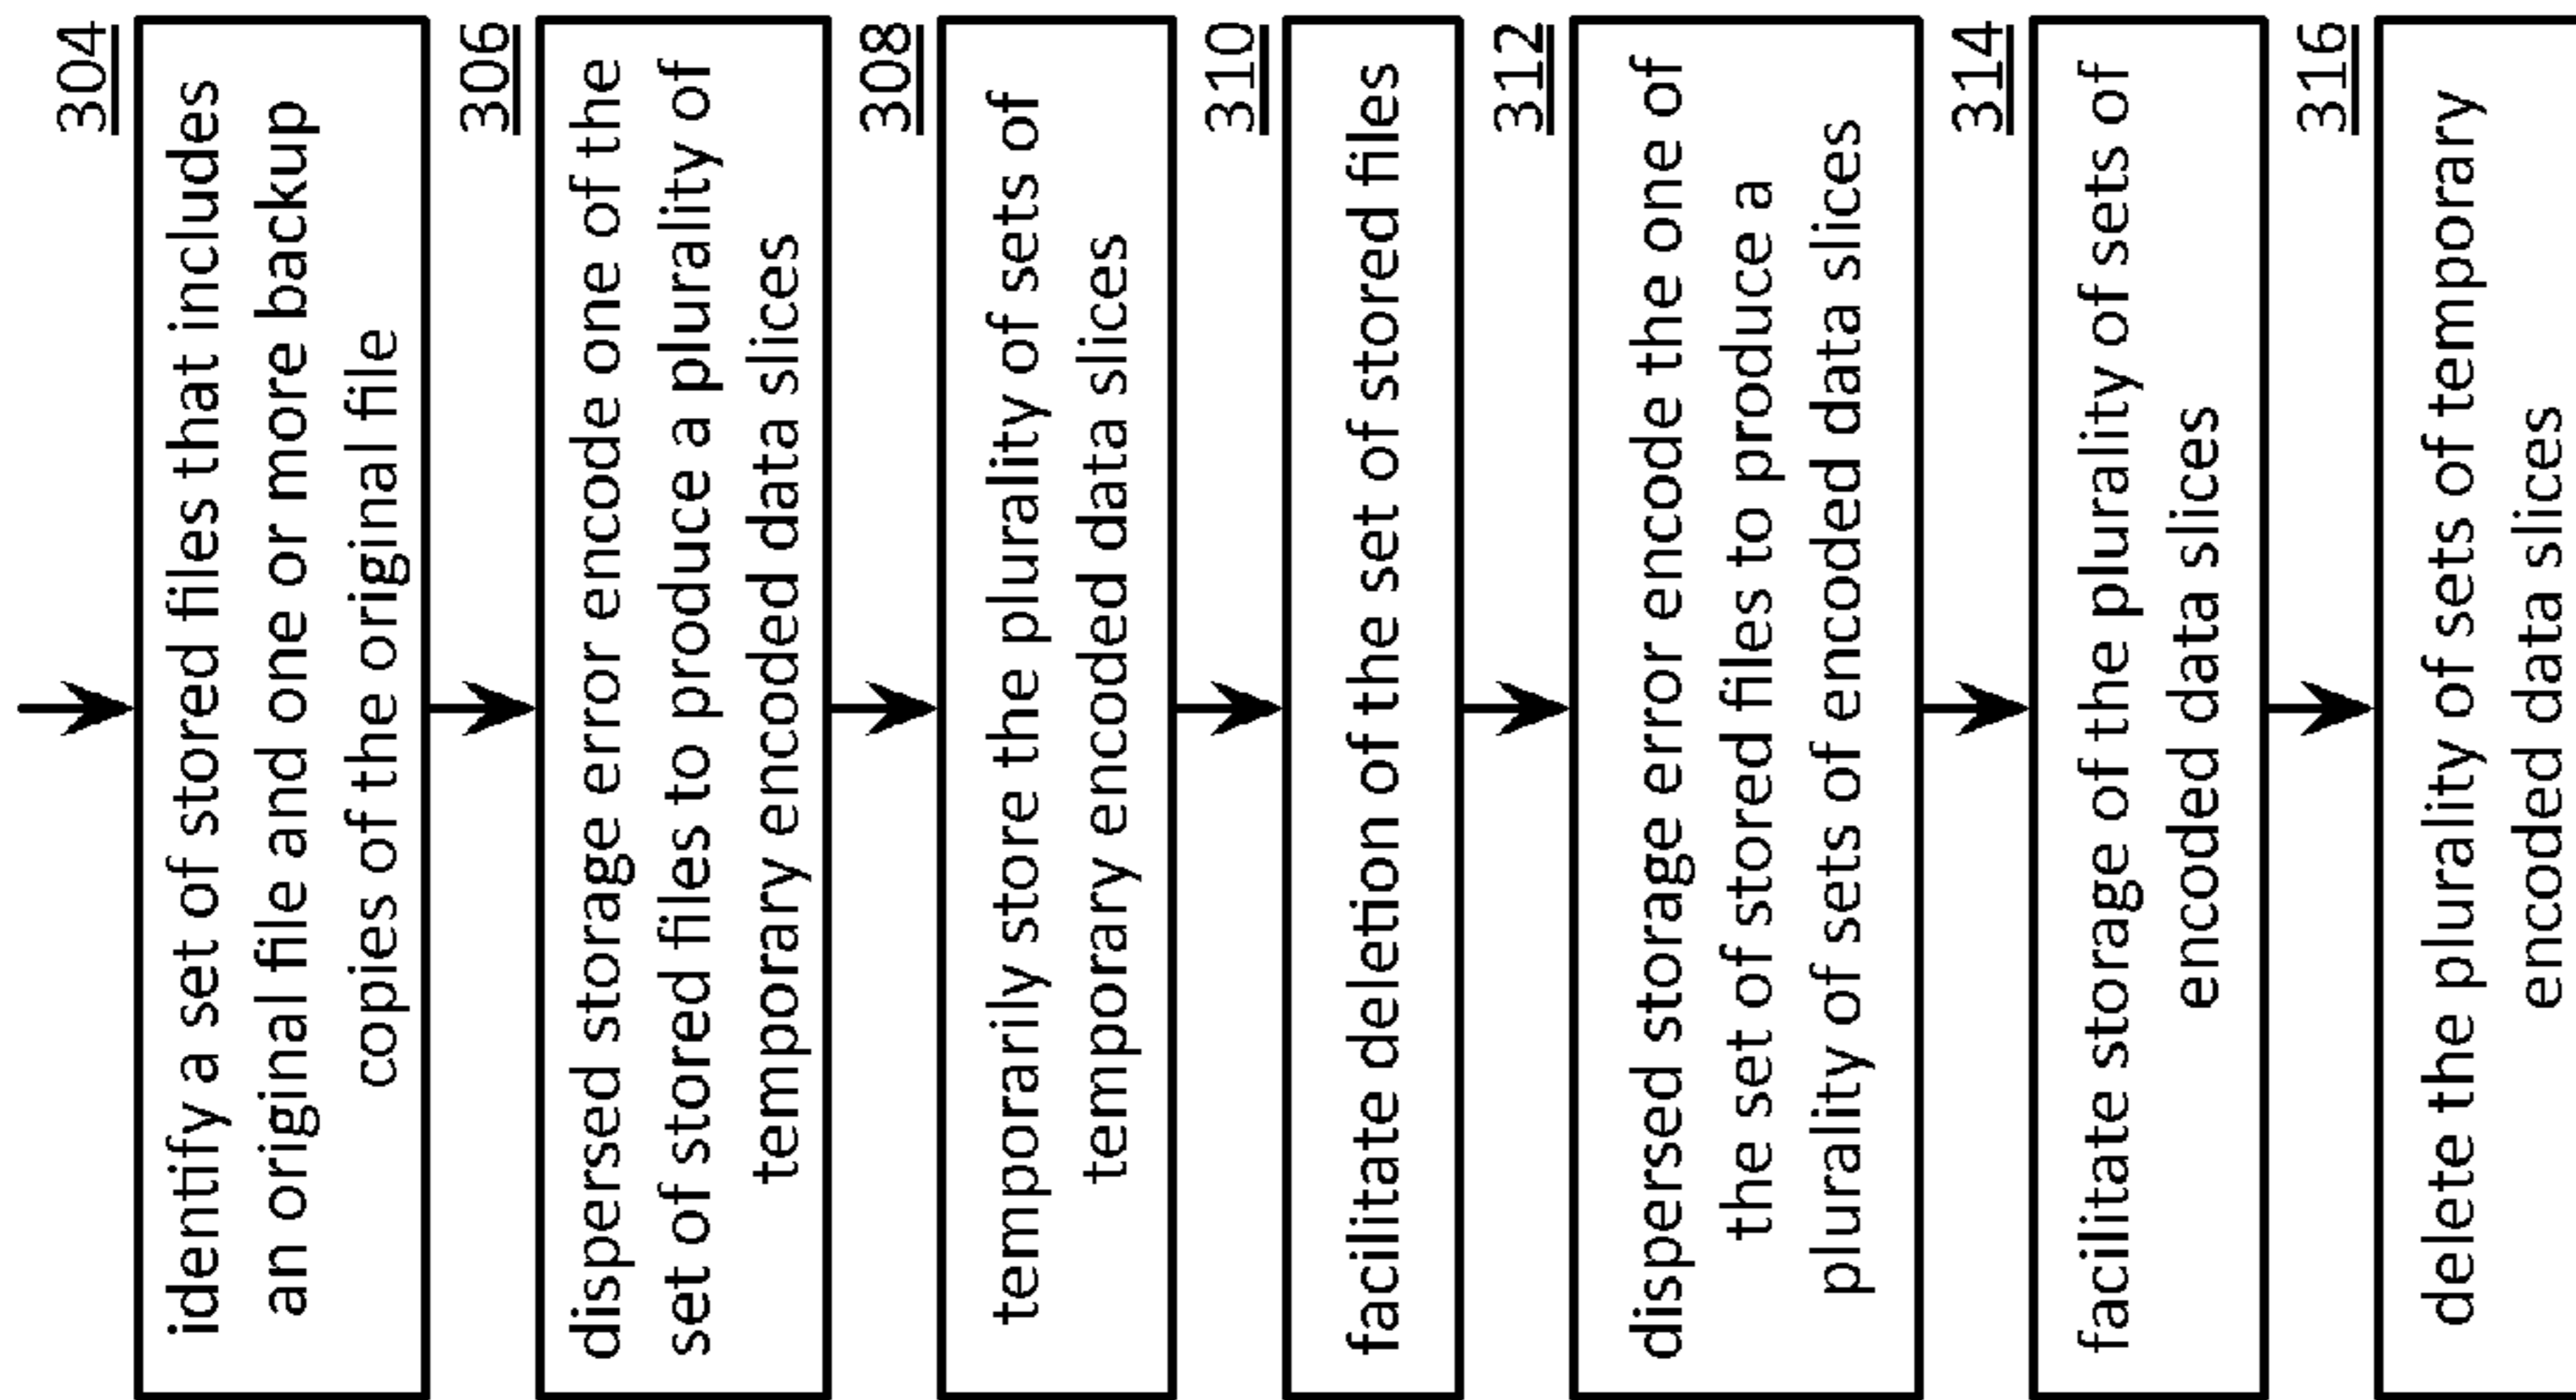 304
identify a set of stored files that includes
an original file and one or more backup
copies of the original file
306
dispersed storage error encode one of the
set of stored files to produce a plurality of
temporary encoded data slices
308
temporarily store the plurality of sets of
temporary encoded data slices
310
facilitate deletion of the set of stored files
312
dispersed storage error encode the one of
the set of stored files to produce a
plurality of sets of encoded data slices
314
facilitate storage of the plurality of sets of
encoded data slices
316
delete the plurality of sets of temporary
encoded data slices